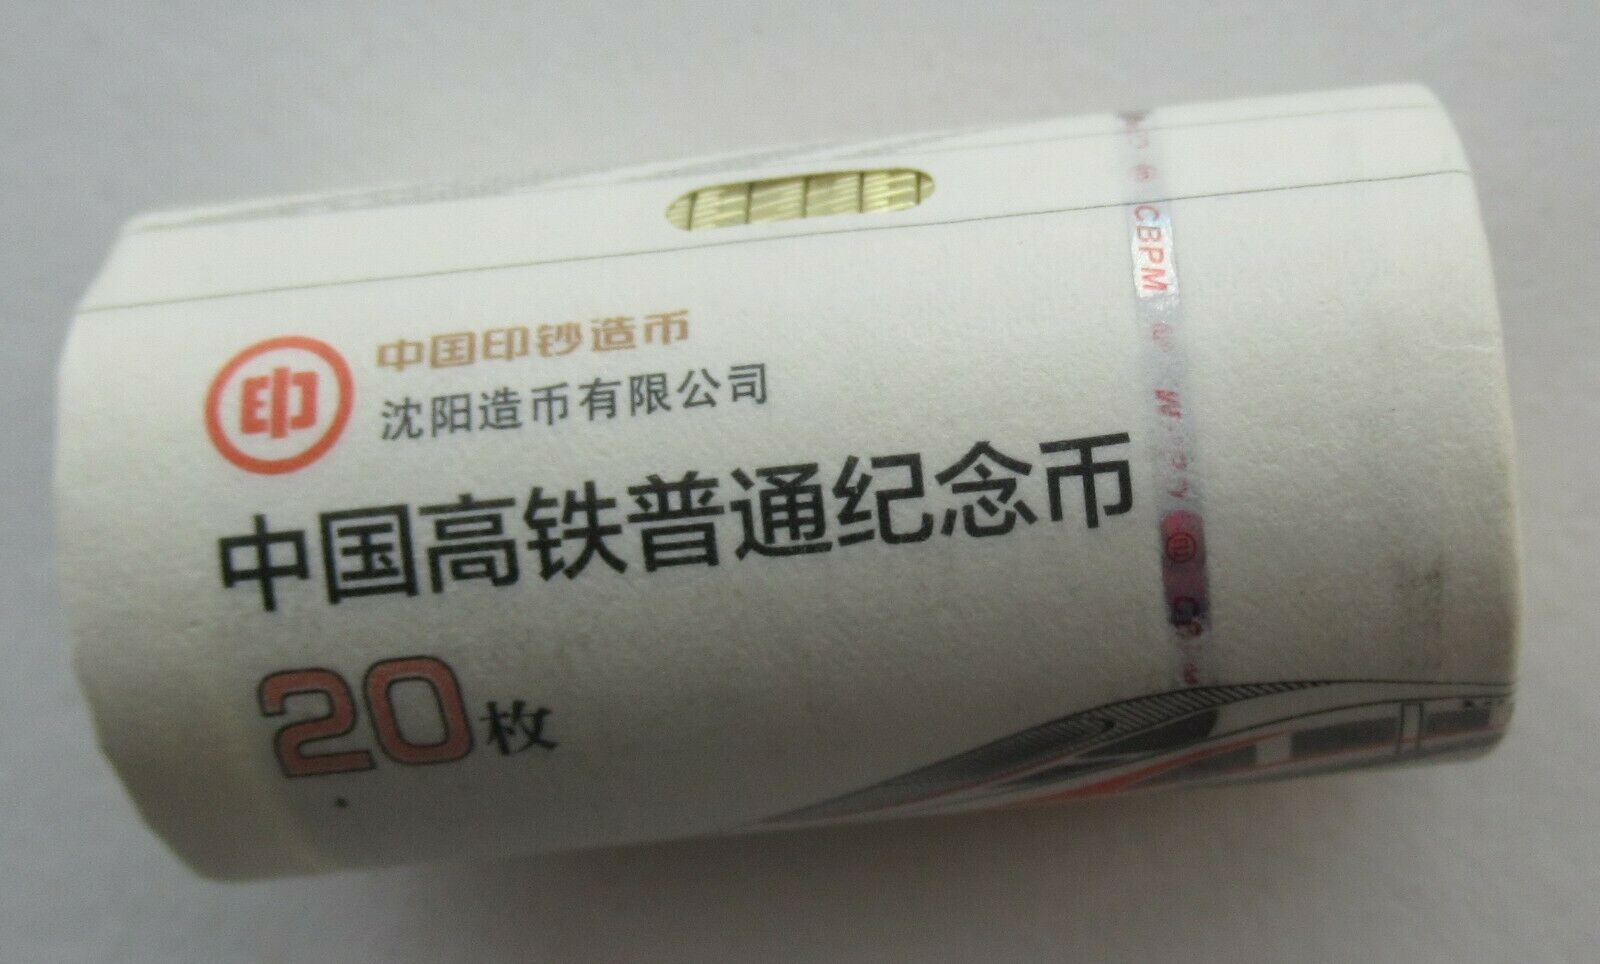 印
中国印钞造币
沈阳造币有限公司
中国高铁普通纪念币
20枚
CBPM